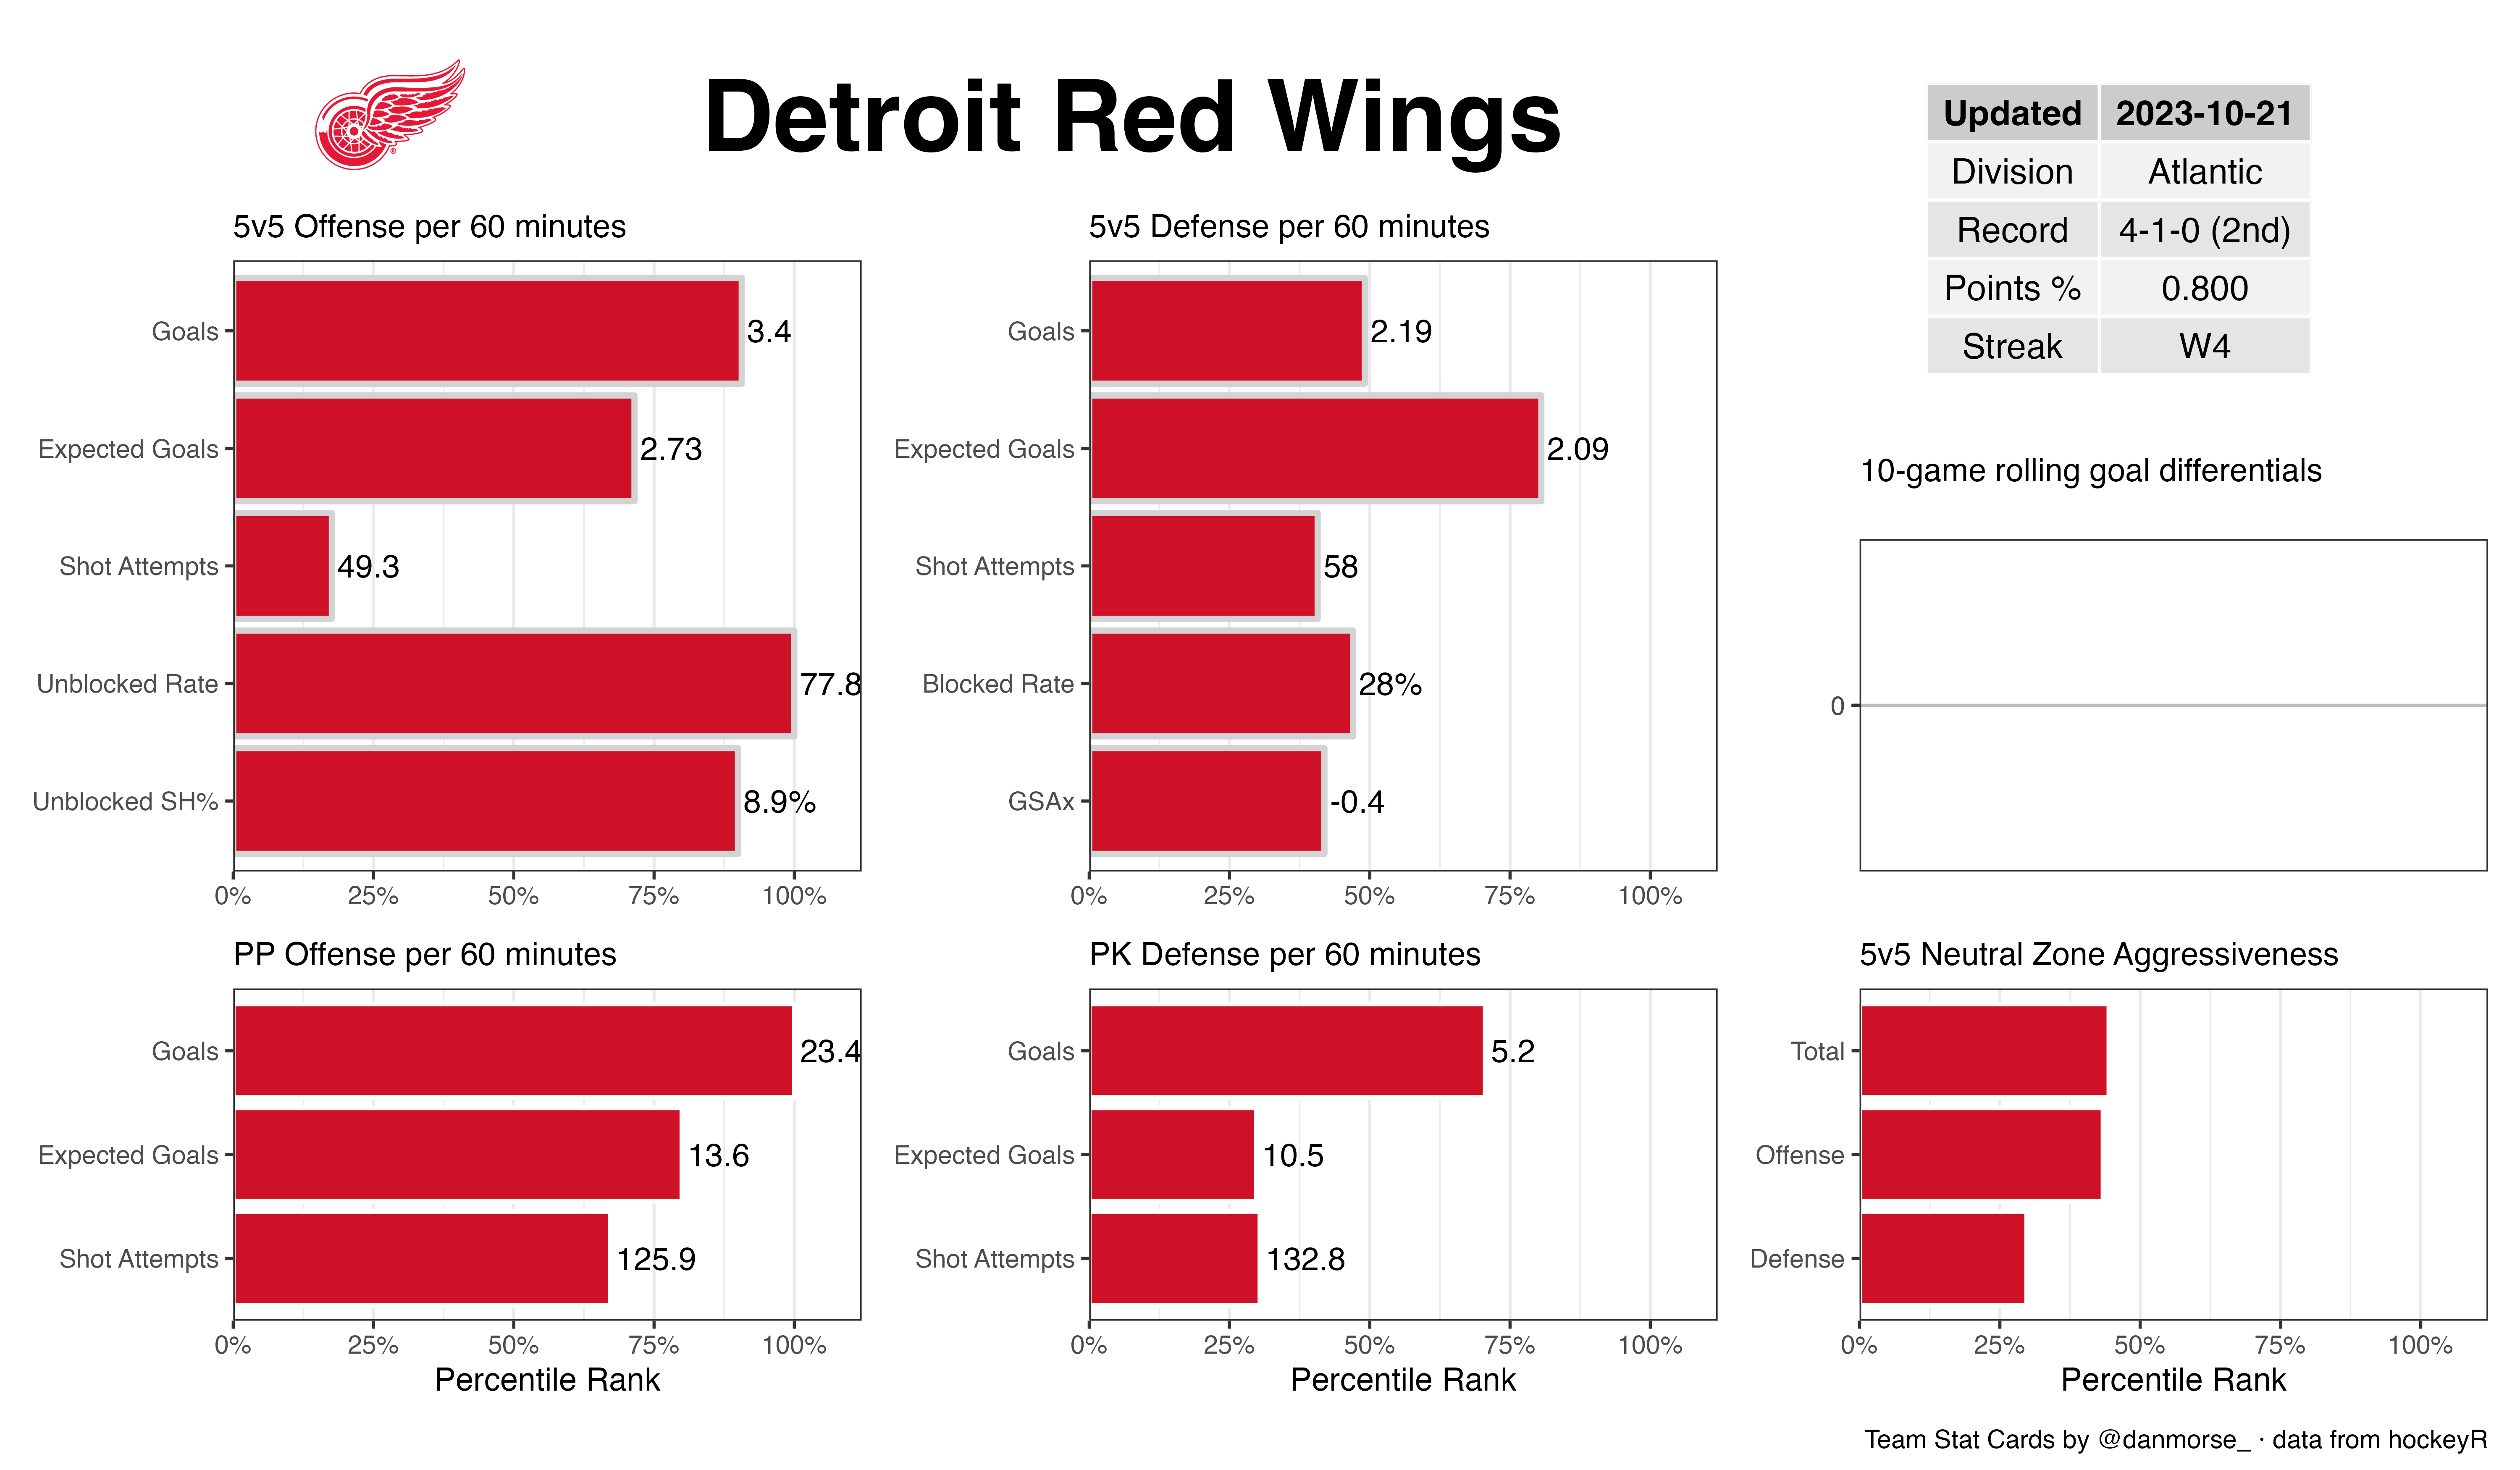 Detroit Red Wings
Updated 2023-10-21
Division Atlantic
Record 4-1-0 (2nd)
Points % 0.800
Streak W4
5v5 Offense per 60 minutes
Goals 3.4
Expected Goals 2.73
Shot Attempts 49.3
Unblocked Rate 77.8
Unblocked SH% 8.9%
0% 25% 50% 75% 100%
5v5 Defense per 60 minutes
Goals 2.19
Expected Goals 2.09
Shot Attempts 58
Blocked Rate 28%
GSAx -0.4
0% 25% 50% 75% 100%
10-game rolling goal differentials
0
PP Offense per 60 minutes
Goals 23.4
Expected Goals 13.6
Shot Attempts 125.9
0% 25% 50% 75% 100%
Percentile Rank
PK Defense per 60 minutes
Goals 5.2
Expected Goals 10.5
Shot Attempts 132.8
0% 25% 50% 75% 100%
Percentile Rank
5v5 Neutral Zone Aggressiveness
Total
Offense
Defense
0% 25% 50% 75% 100%
Percentile Rank
Team Stat Cards by @danmorse_ · data from hockeyR